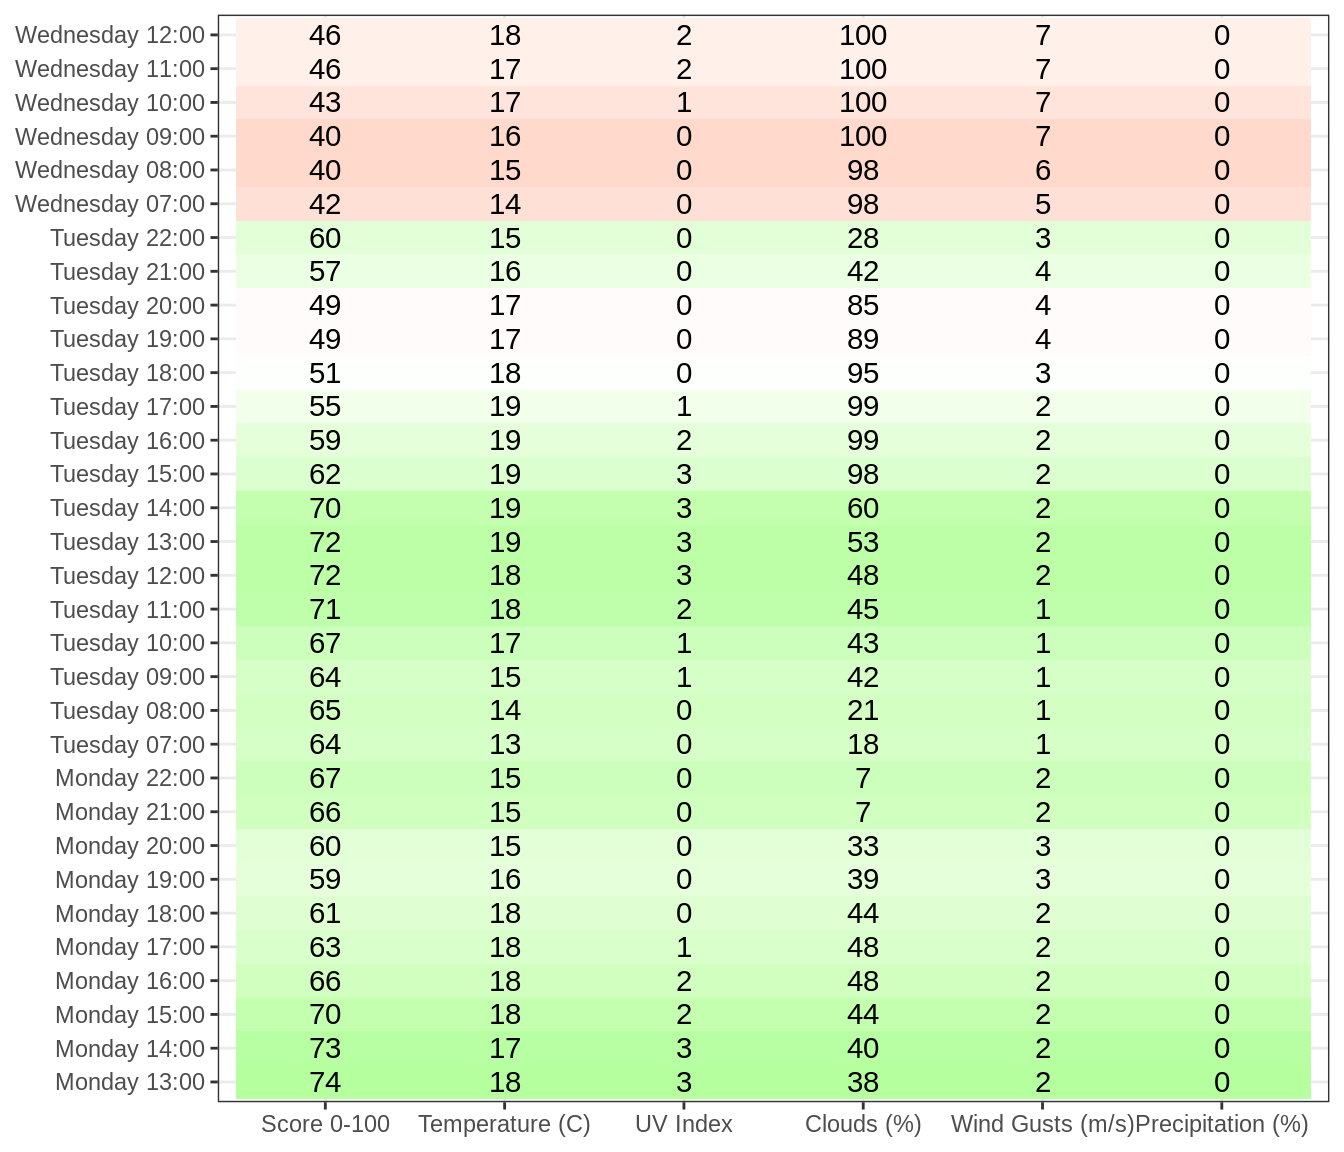 Wednesday 12:00 46 18 2 100 7 0
Wednesday 11:00 46 17 2 100 7 0
Wednesday 10:00 43 17 1 100 7 0
Wednesday 09:00 40 16 0 100 7 0
Wednesday 08:00 40 15 0 98 6 0
Wednesday 07:00 42 14 0 98 5 0
Tuesday 22:00 60 15 0 28 3 0
Tuesday 21:00 57 16 0 42 4 0
Tuesday 20:00 49 17 0 85 4 0
Tuesday 19:00 49 17 0 89 4 0
Tuesday 18:00 51 18 0 95 3 0
Tuesday 17:00 55 19 1 99 2 0
Tuesday 16:00 59 19 2 99 2 0
Tuesday 15:00 62 19 3 98 2 0
Tuesday 14:00 70 19 3 60 2 0
Tuesday 13:00 72 19 3 53 2 0
Tuesday 12:00 72 18 3 48 2 0
Tuesday 11:00 71 18 2 45 1 0
Tuesday 10:00 67 17 1 43 1 0
Tuesday 09:00 64 15 1 42 1 0
Tuesday 08:00 65 14 0 21 1 0
Tuesday 07:00 64 13 0 18 1 0
Monday 22:00 67 15 0 7 2 0
Monday 21:00 66 15 0 7 2 0
Monday 20:00 60 15 0 33 3 0
Monday 19:00 59 16 0 39 3 0
Monday 18:00 61 18 0 44 2 0
Monday 17:00 63 18 1 48 2 0
Monday 16:00 66 18 2 48 2 0
Monday 15:00 70 18 2 44 2 0
Monday 14:00 73 17 3 40 2 0
Monday 13:00 74 18 3 38 2 0
Score 0-100 Temperature (C) UV Index Clouds (%) Wind Gusts (m/s) Precipitation (%)